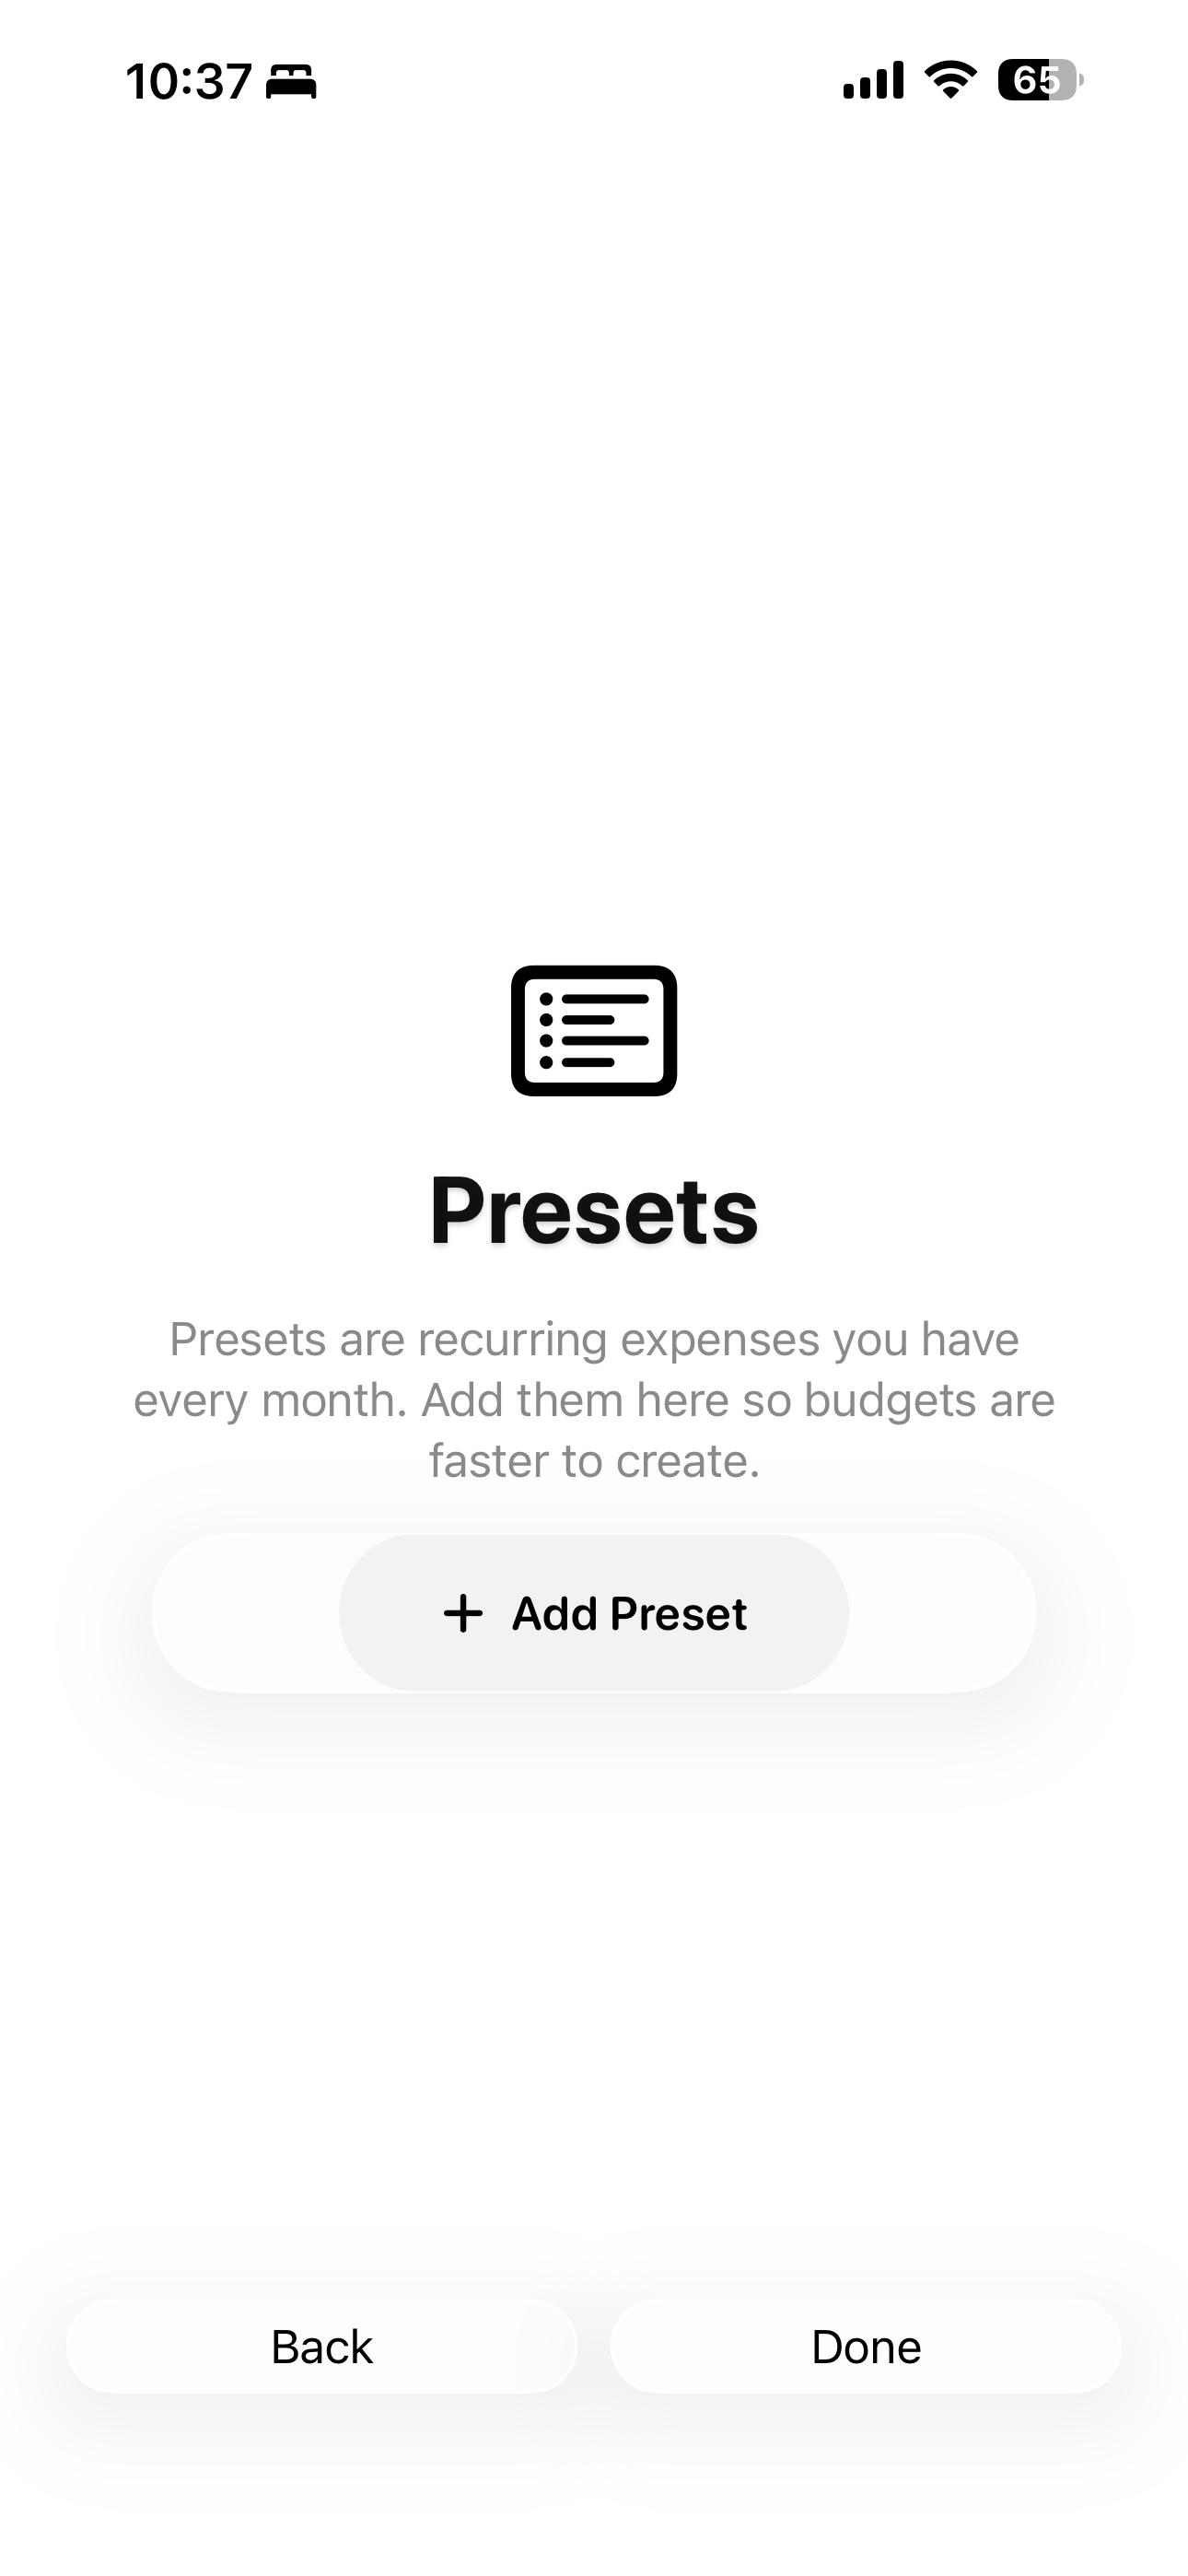 10:37
65
Presets
Presets are recurring expenses you have
every month. Add them here so budgets are
faster to create.
+ Add Preset
Back
Done